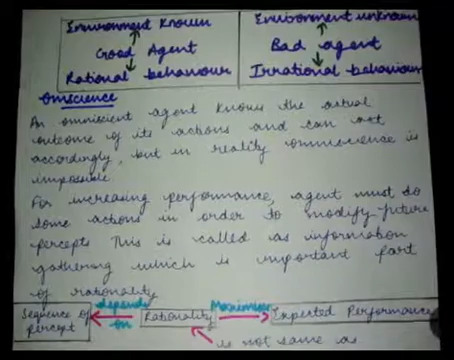 Environment Known
Good Agent
Rational behaviour
Environment unknown
Bad agent
Irrational behaviour
Omscience
An omniscient agent knows the actual
outcome of its actions and can act
accordingly, but in reality omniscience is
impossible.
For increasing performance, agent must do
some actions in order to modify future
percepts This is called as information
gathering which is important part
of rationality
depends Maximises
Sequence of Rationality Expected Performance
percept on
is not same as